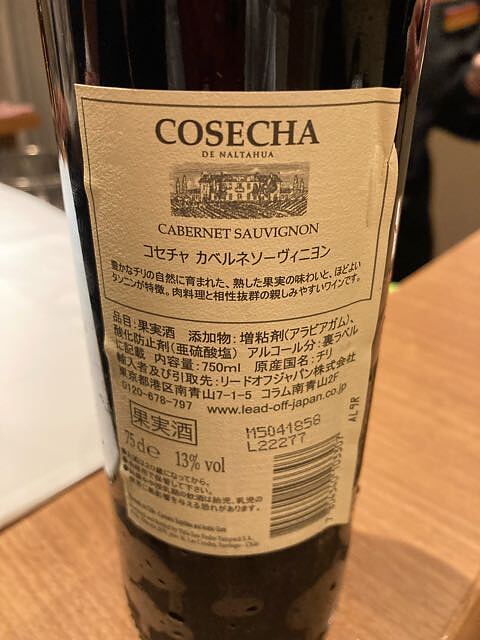 COSECHA
DE NALTAHUA
CABERNET SAUVIGNON
コセチャ カベルネソーヴィニヨン
豊かなチリの自然に育まれた、熟した果実の味わいと、ほどよい
タンニンが特徴。肉料理と相性抜群の親しみやすいワインです。
品目:果実酒 添加物:増粘剤(アラビアガム)、
酸化防止剤(亜硫酸塩) アルコール分:裏ラベル
に記載 内容量:750ml 原産国名:チリ
輸入者及び引取先:リードオフジャパン株式会社
東京都港区南青山7-1-5 コラム南青山2F
0120-678-797 www.lead-off-japan.co.jp
果実酒
M5041858
L22277
AL9R
75cl e 13% vol